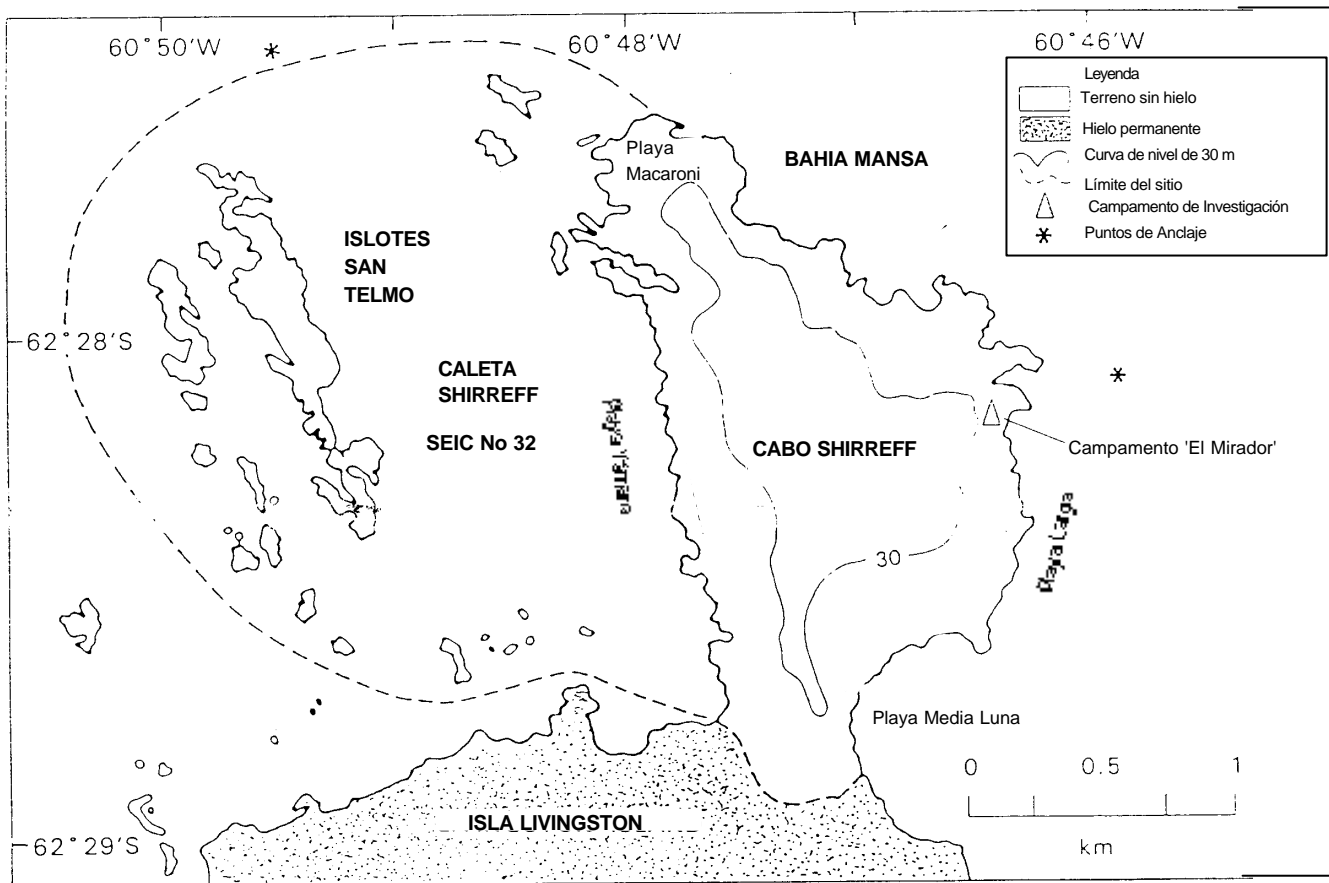 60°50'W
60°48'W
60°46'W
Leyenda
Terreno sin hielo
Hielo permanente
Curva de nivel de 30 m
Límite del sitio
Campamento de Investigación
Puntos de Anclaje
Playa
Macaroni
BAHIA MANSA
ISLOTES
SAN
TELMO
62°28'S
CALETA
SHIRREFF
SEIC No 32
CABO SHIRREFF
Campamento 'El Mirador'
Playa Larga
30
Playa Media Luna
0 0.5 1
km
ISLA LIVINGSTON
62°29'S